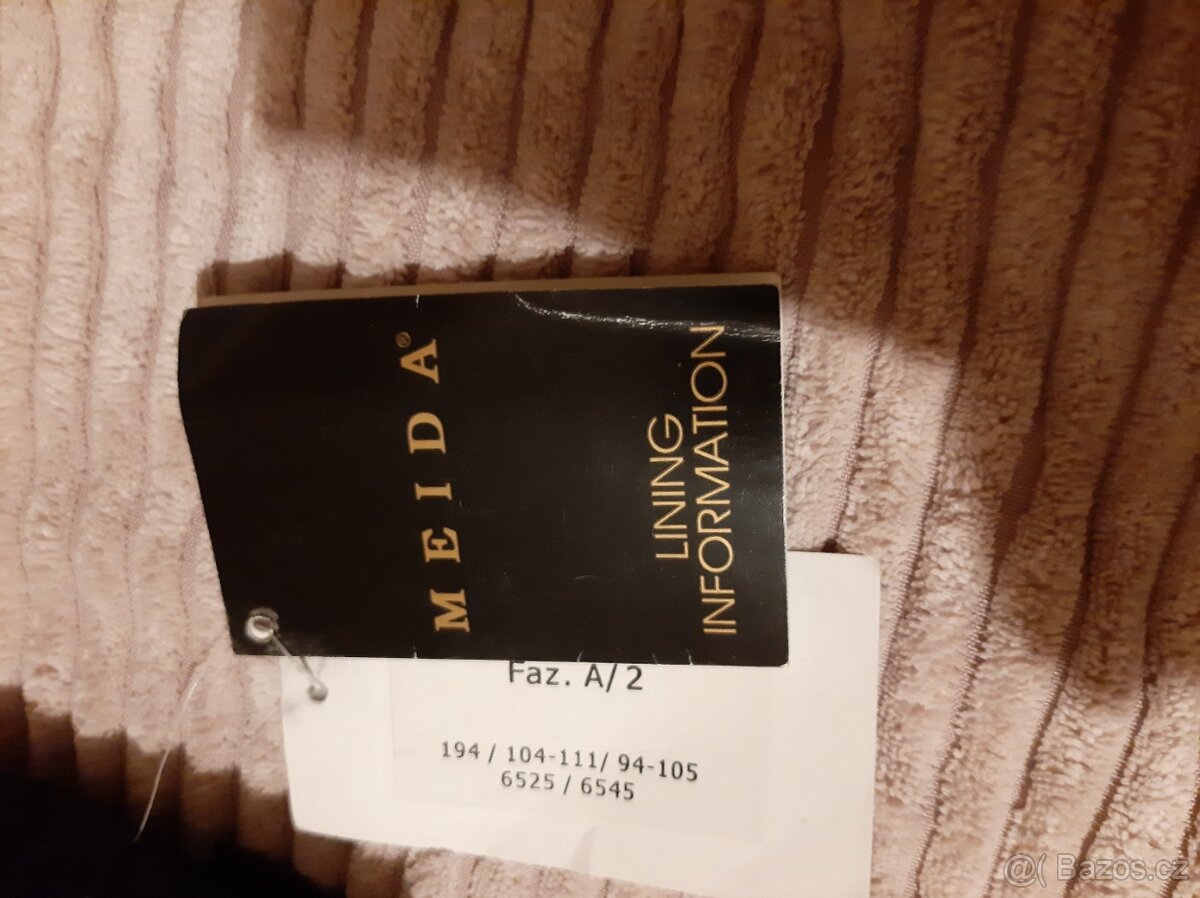 MEIDA®
LINING
INFORMATION
Faz. A/2
194 / 104-111/ 94-105
6525 / 6545
@( Bazos.cz